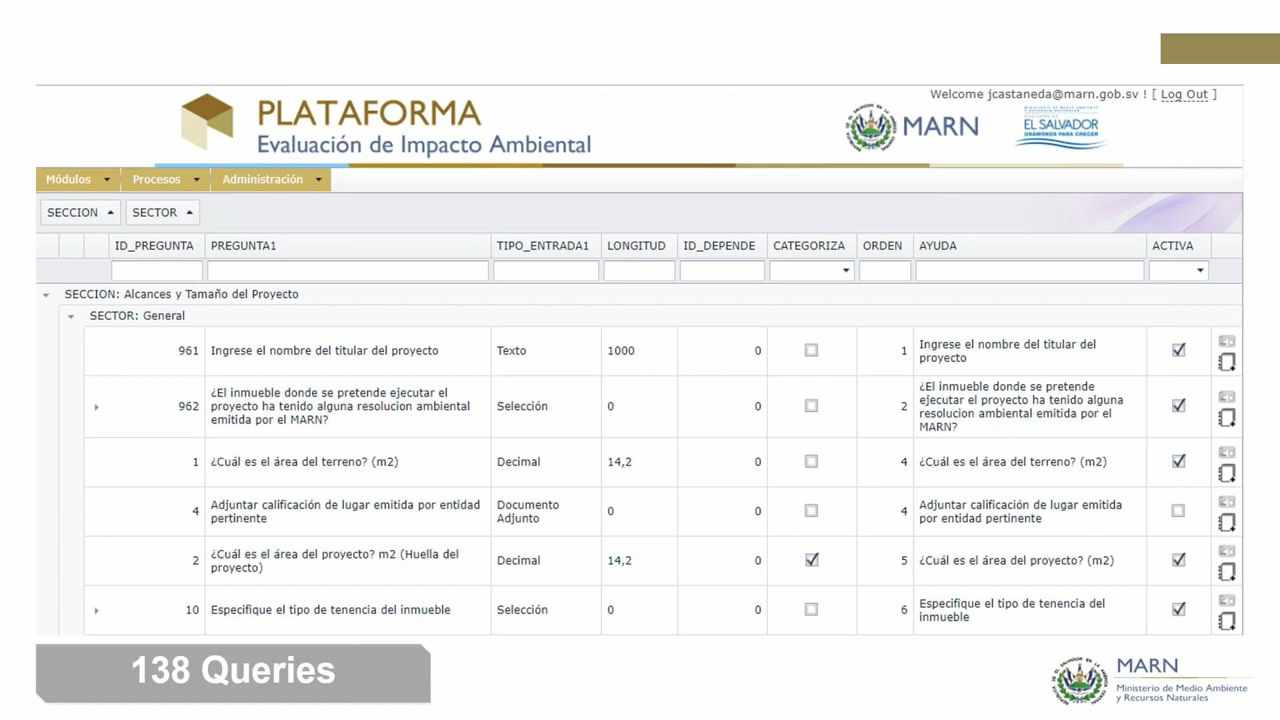 Welcome jcastaneda@marn.gob.sv ! [ Log Out ]
PLATAFORMA
Evaluación de Impacto Ambiental
MARN
EL SALVADOR
UNÁMONOS PARA CRECER
Módulos Procesos Administración
SECCION SECTOR
ID_PREGUNTA PREGUNTA1 TIPO_ENTRADA1 LONGITUD ID_DEPENDE CATEGORIZA ORDEN AYUDA ACTIVA
SECCION: Alcances y Tamaño del Proyecto
SECTOR: General
961 Ingrese el nombre del titular del proyecto Texto 1000 0 1 Ingrese el nombre del titular del
proyecto
962 ¿El inmueble donde se pretende ejecutar el
proyecto ha tenido alguna resolucion ambiental
emitida por el MARN?
Selección 0 0 2
¿El inmueble donde se pretende
ejecutar el proyecto ha tenido alguna
resolucion ambiental emitida por el
MARN?
1 ¿Cuál es el área del terreno? (m2) Decimal 14,2 0 4 ¿Cuál es el área del terreno? (m2)
4 Adjuntar calificación de lugar emitida por entidad
pertinente
Documento
Adjunto
0 0 4
Adjuntar calificación de lugar emitida
por entidad pertinente
2 ¿Cuál es el área del proyecto? m2 (Huella del
proyecto)
Decimal 14,2 0 5 ¿Cuál es el área del proyecto? (m2)
10 Especifique el tipo de tenencia del inmueble Selección 0 0 6 Especifique el tipo de tenencia del
inmueble
138 Queries
MARN
Ministerio de Medio Ambiente
y Recursos Naturales